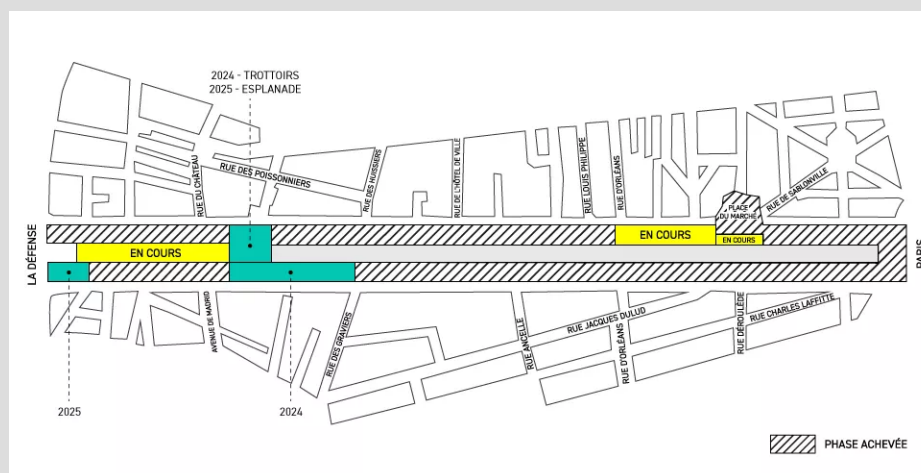 2024 - TROTTOIRS
2025 - ESPLANADE
RUE DU CHÂTEAU
RUE DES POISSONNIERS
RUE DES HUISSIERS
RUE DE L'HÔTEL DE VILLE
RUE LOUIS PHILIPPE
RUE D'ORLÉANS
PLACE
DU MARCHÉ
RUE DE SABLONVILLE
LA DÉFENSE
EN COURS
EN COURS
EN COURS
PARIS
AVENUE DE MADRID
RUE DES GRAVIERS
RUE ANCELLE
RUE JACQUES DULUD
RUE D'ORLÉANS
RUE DÉROULÈDE
RUE CHARLES LAFFITTE
2025
2024
PHASE ACHEVÉE